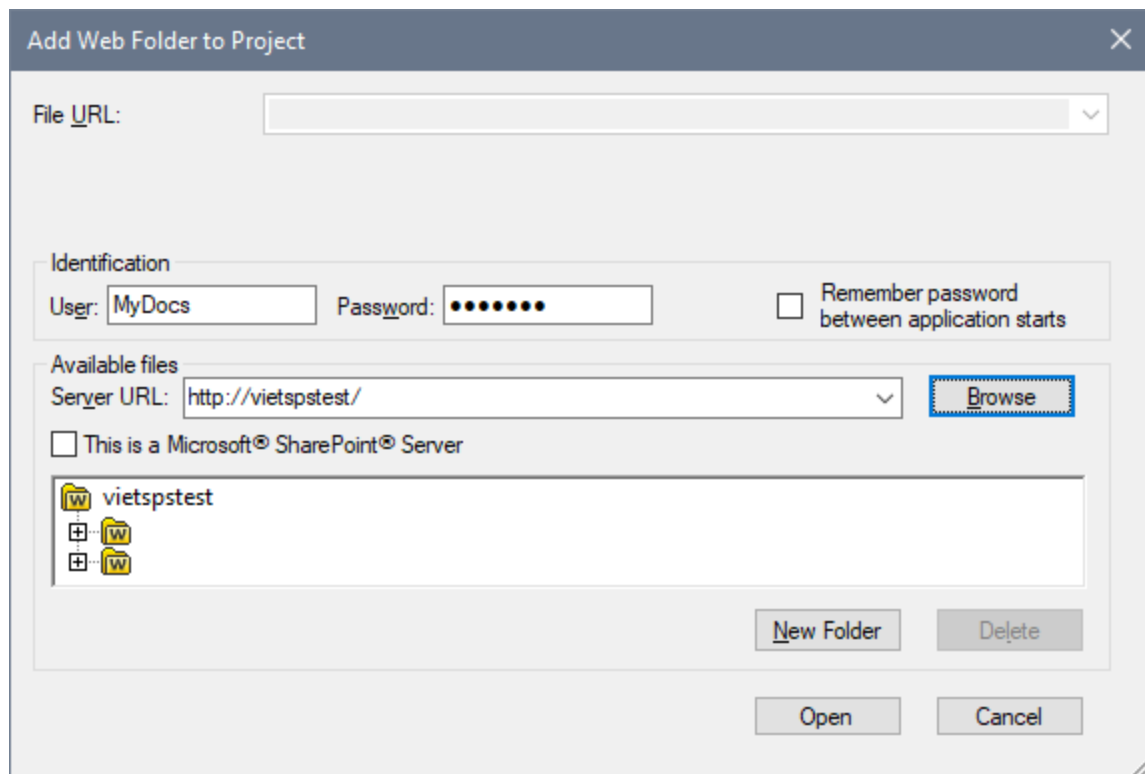 Add Web Folder to Project
File URL:
Identification
User: MyDocs Password: ●●●●●●● Remember password
between application starts
Available files
Server URL: http://vietspstest/ Browse
This is a Microsoft® SharePoint® Server
vietspstest
New Folder Delete
Open Cancel